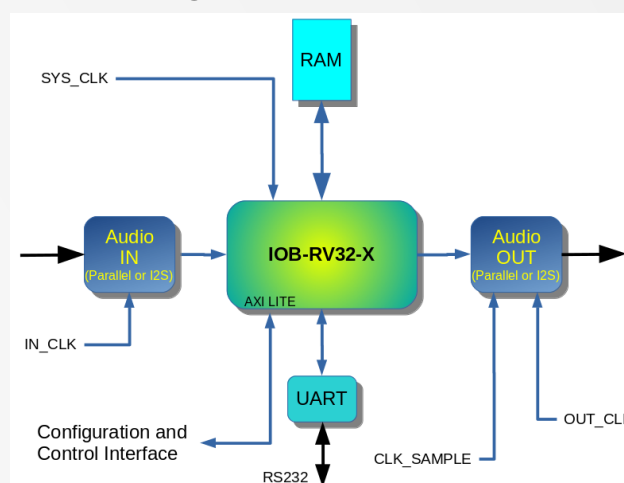 RAM
SYS_CLK
Audio
IN
(Parallel or I2S)
IOB-RV32-X
AXI LITE
Audio
OUT
(Parallel or I2S)
IN_CLK
UART
OUT_CL
Configuration and
Control Interface
CLK_SAMPLE
RS232